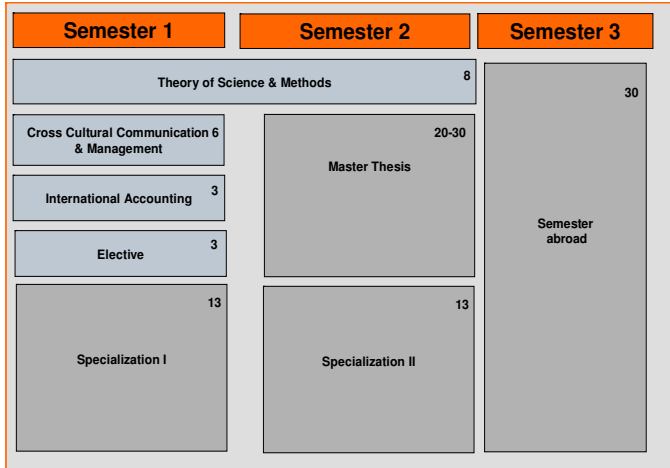 Semester 1
Semester 2
Semester 3
Theory of Science & Methods
8
30
Cross Cultural Communication 6
& Management
20-30
Master Thesis
International Accounting
3
Semester
abroad
Elective
3
13
Specialization I
13
Specialization II